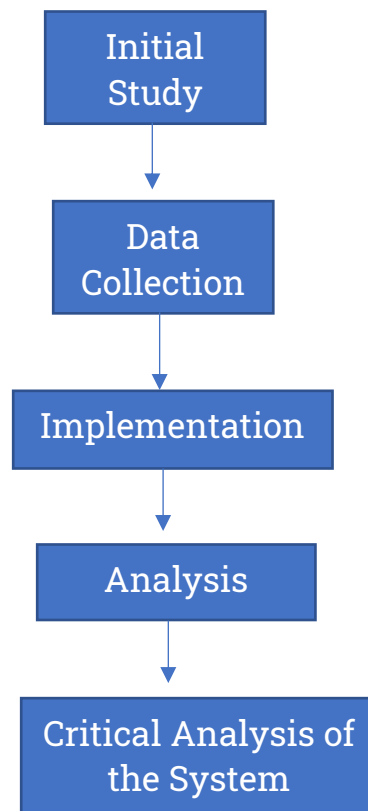 Initial
Study
Data
Collection
Implementation
Analysis
Critical Analysis of
the System